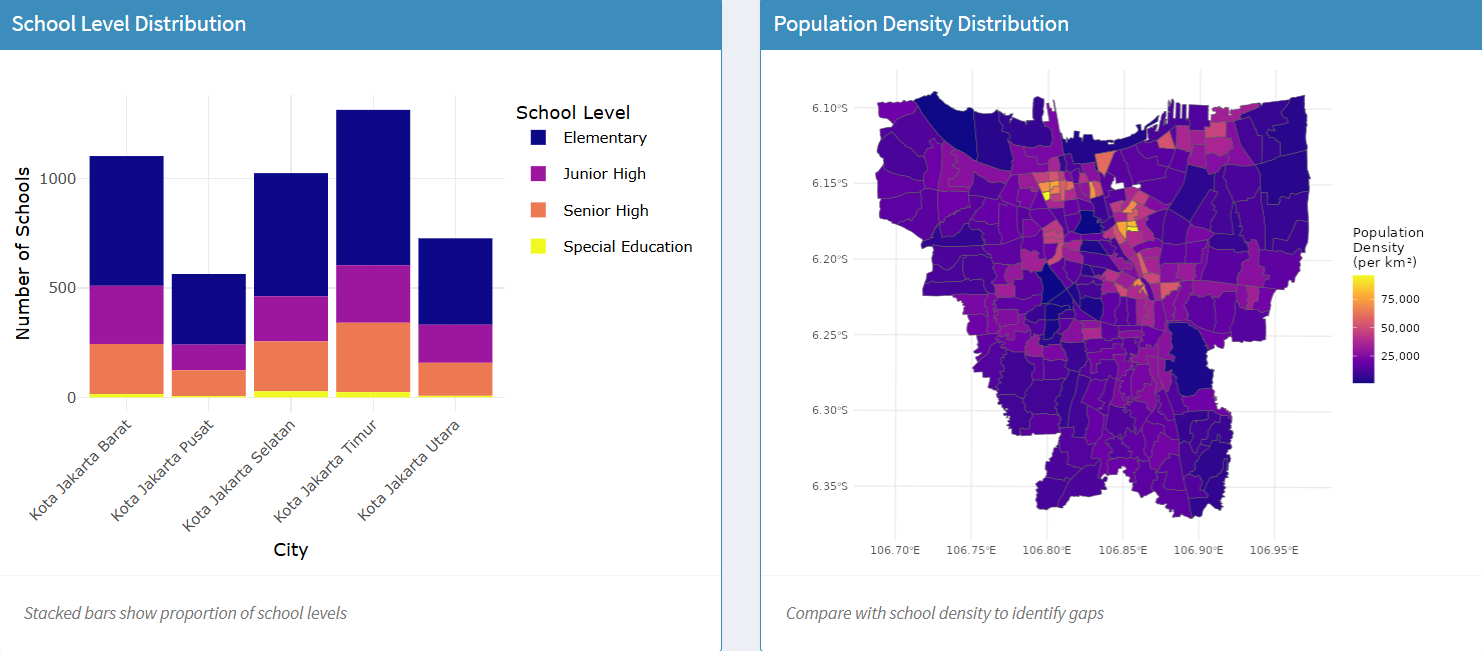 School Level Distribution
Number of Schools
1000
500
0
Kota Jakarta Barat
Kota Jakarta Pusat
Kota Jakarta Selatan
Kota Jakarta Timur
Kota Jakarta Utara
City
School Level
Elementary
Junior High
Senior High
Special Education
Stacked bars show proportion of school levels
Population Density Distribution
6.10°S
6.15°S
6.20°S
6.25°S
6.30°S
6.35°S
106.70°E
106.75°E
106.80°E
106.85°E
106.90°E
106.95°E
Population
Density
(per km²)
75,000
50,000
25,000
Compare with school density to identify gaps